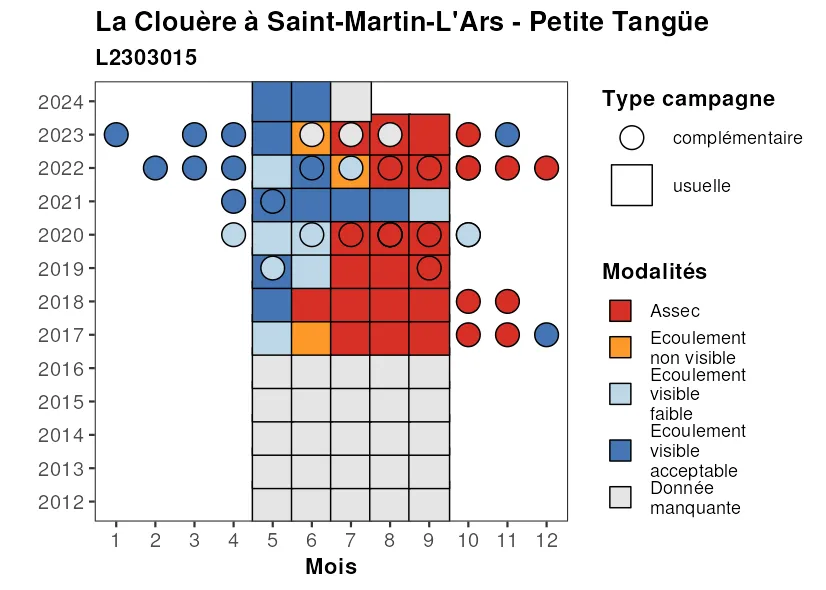 La Clouère à Saint-Martin-L'Ars - Petite Tangüe
L2303015
2024
2023
2022
2021
2020
2019
2018
2017
2016
2015
2014
2013
2012
1 2 3 4 5 6 7 8 9 10 11 12
Mois
Type campagne
complémentaire
usuelle
Modalités
Assec
Ecoulement
non visible
Ecoulement
visible
faible
Ecoulement
visible
acceptable
Donnée
manquante